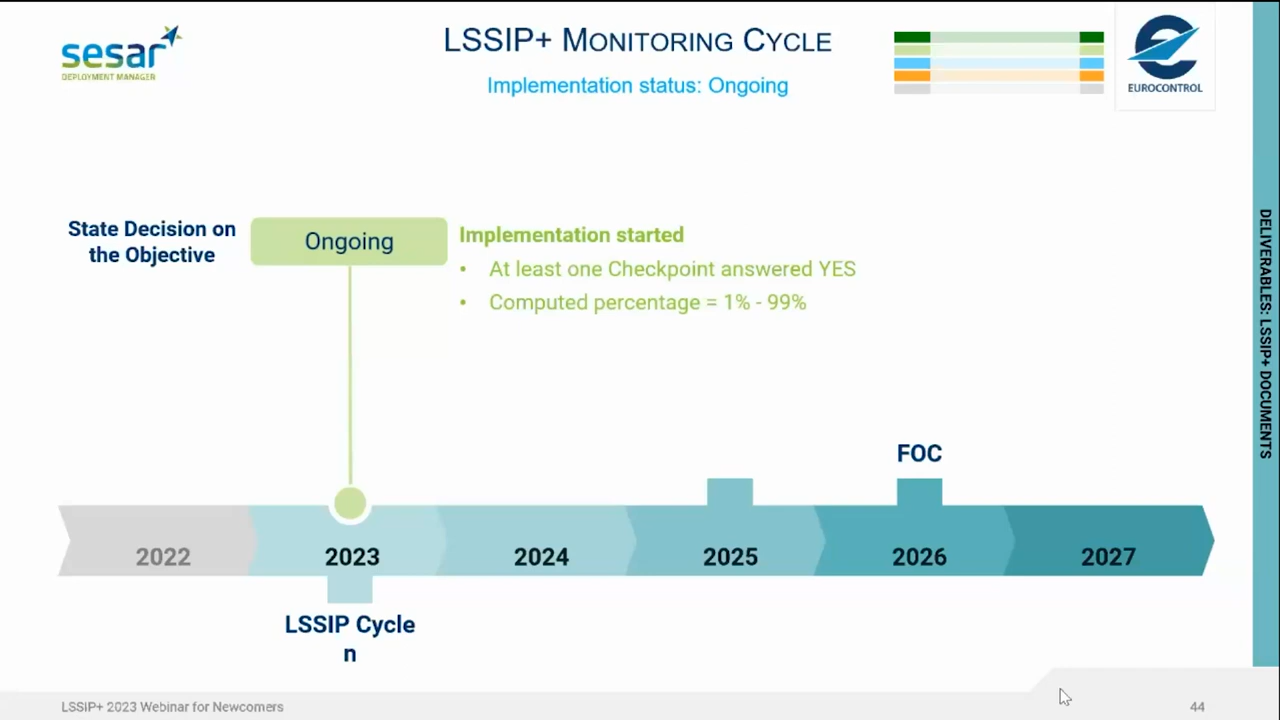 sesar
DEPLOYMENT MANAGER
LSSIP+ MONITORING CYCLE
Implementation status: Ongoing
EUROCONTROL
State Decision on
the Objective
Ongoing
Implementation started
• At least one Checkpoint answered YES
• Computed percentage = 1% - 99%
FOC
2022
2023
2024
2025
2026
2027
LSSIP Cycle
n
DELIVERABLES: LSSIP+ DOCUMENTS
LSSIP+ 2023 Webinar for Newcomers
44